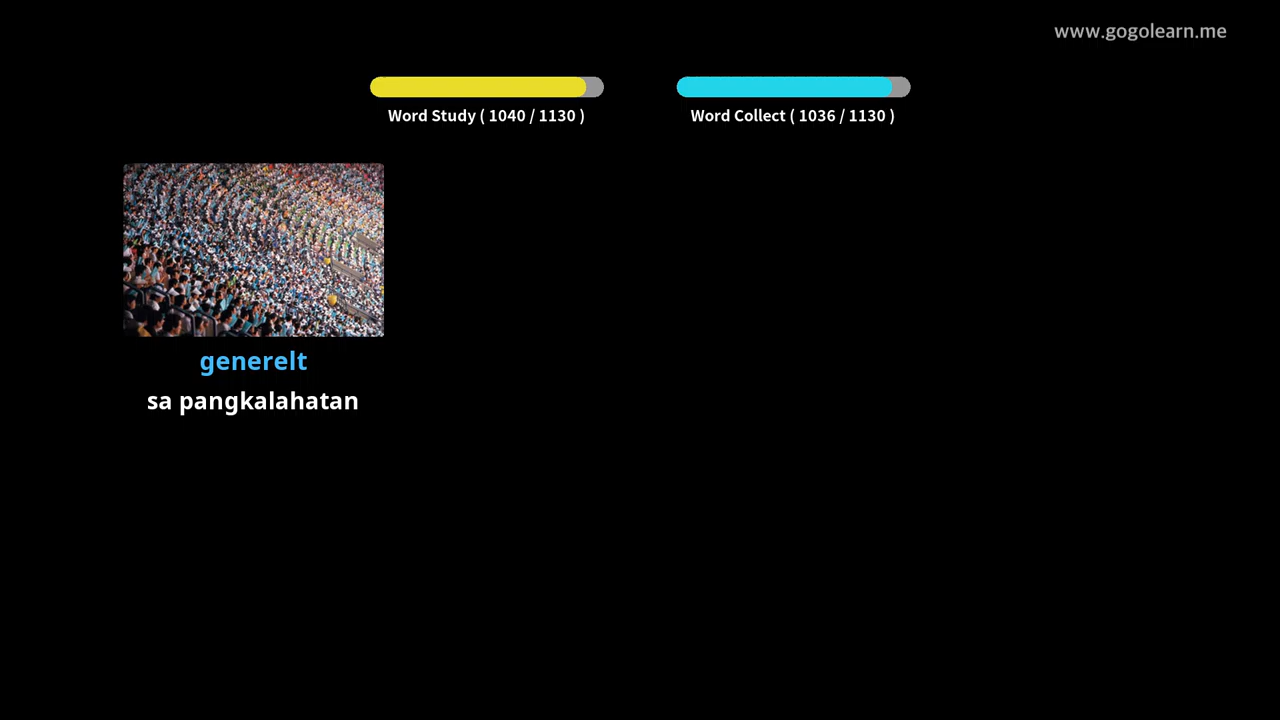 www.gogolearn.me
Word Study ( 1040 / 1130 )
Word Collect ( 1036 / 1130 )
generelt
sa pangkalahatan